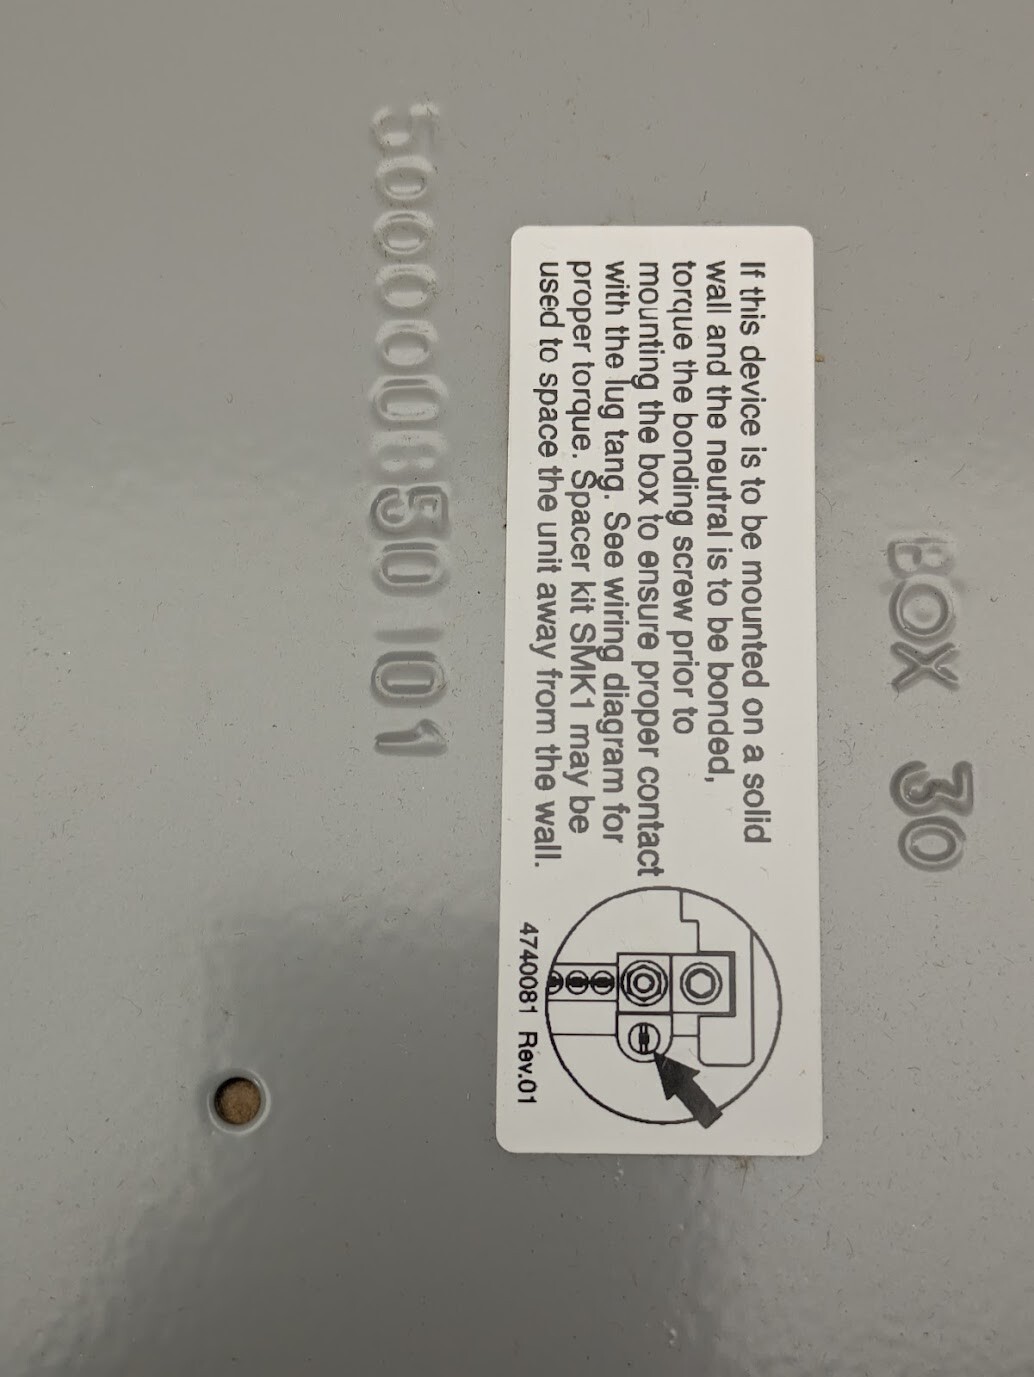 BOX 30
If this device is to be mounted on a solid
wall and the neutral is to be bonded,
torque the bonding screw prior to
mounting the box to ensure proper contact
with the lug tang. See wiring diagram for
proper torque. Spacer kit SMK1 may be
used to space the unit away from the wall.
4740081 Rev.01